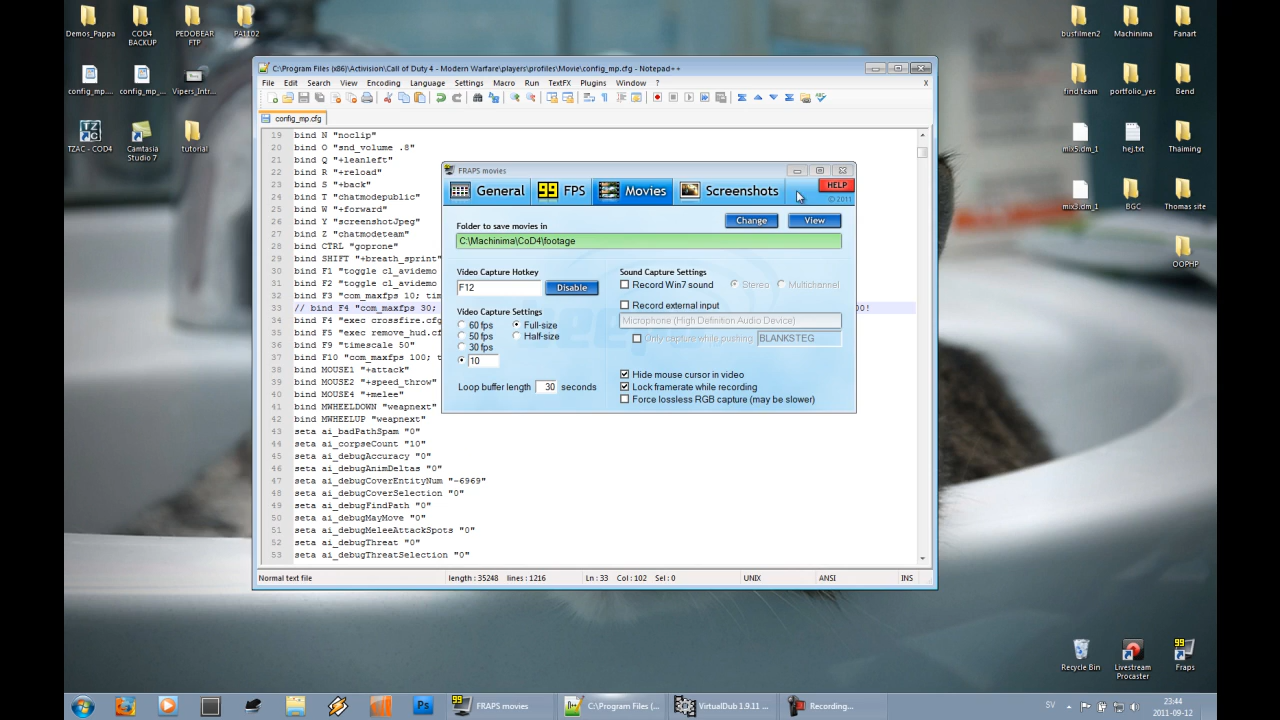 Demos_Pappa
COD4 BACKUP
PEDOBEAR FTP
PA1102
config_mp....
config_mp_...
Vipers_Intr...
TZAC - COD4
Camtasia Studio 7
tutorial
busfilmen2
Machinima
Fanart
find team
portfolio_yes
Bend
mix5.dm_1
hej.txt
Thaiming
mix3.dm_1
BGC
Thomas site
OOPHP
Recycle Bin
Livestream Procaster
Fraps
C:\Program Files (x86)\Activision\Call of Duty 4 - Modern Warfare\players\profiles\Movie\config_mp.cfg - Notepad++
File Edit Search View Encoding Language Settings Macro Run TextFX Plugins Window ? X
config_mp.cfg
19 bind N "noclip"
20 bind O "snd_volume .8"
21 bind Q "+leanleft"
22 bind R "+reload"
23 bind S "+back"
24 bind T "chatmodepublic"
25 bind W "+forward"
26 bind Y "screenshotJpeg"
27 bind Z "chatmodeteam"
28 bind CTRL "goprone"
29 bind SHIFT "+breath_sprint"
30 bind F1 "toggle cl_avidemo
31 bind F2 "toggle cl_avidemo
32 bind F3 "com_maxfps 10; tim
33 // bind F4 "com_maxfps 30; 00!
34 bind F4 "exec crossfire.cfg
35 bind F5 "exec remove_hud.cf
36 bind F9 "timescale 50"
37 bind F10 "com_maxfps 100; t
38 bind MOUSE1 "+attack"
39 bind MOUSE2 "+speed_throw"
40 bind MOUSE4 "+melee"
41 bind MWHEELDOWN "weapnext"
42 bind MWHEELUP "weapnext"
43 seta ai_badPathSpam "0"
44 seta ai_corpseCount "10"
45 seta ai_debugAccuracy "0"
46 seta ai_debugAnimDeltas "0"
47 seta ai_debugCoverEntityNum "-6969"
48 seta ai_debugCoverSelection "0"
49 seta ai_debugFindPath "0"
50 seta ai_debugMayMove "0"
51 seta ai_debugMeleeAttackSpots "0"
52 seta ai_debugThreat "0"
53 seta ai_debugThreatSelection "0"
Normal text file length : 35248 lines : 1216 Ln : 33 Col : 102 Sel : 0 UNIX ANSI INS
FRAPS movies
General 99 FPS Movies Screenshots HELP
© 2011
Folder to save movies in
Change View
C:\Machinima\CoD4\footage
Video Capture Hotkey
F12 Disable
Video Capture Settings
60 fps Full-size
50 fps Half-size
30 fps
10
Loop buffer length 30 seconds
Sound Capture Settings
Record Win7 sound Stereo Multichannel
Record external input
Microphone (High Definition Audio Device)
Only capture while pushing BLANKSTEG
Hide mouse cursor in video
Lock framerate while recording
Force lossless RGB capture (may be slower)
Ps
99 FRAPS movies
C:\Program Files (...
VirtualDub 1.9.11 ...
Recording...
SV
23:44
2011-09-12